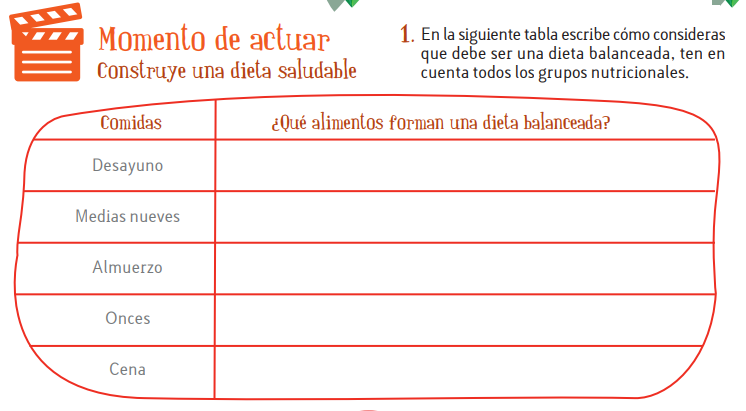 Momento de actuar
Construye una dieta saludable
1. En la siguiente tabla escribe cómo consideras
que debe ser una dieta balanceada, ten en
cuenta todos los grupos nutricionales.
Comidas ¿Qué alimentos forman una dieta balanceada?
Desayuno
Medias nueves
Almuerzo
Onces
Cena